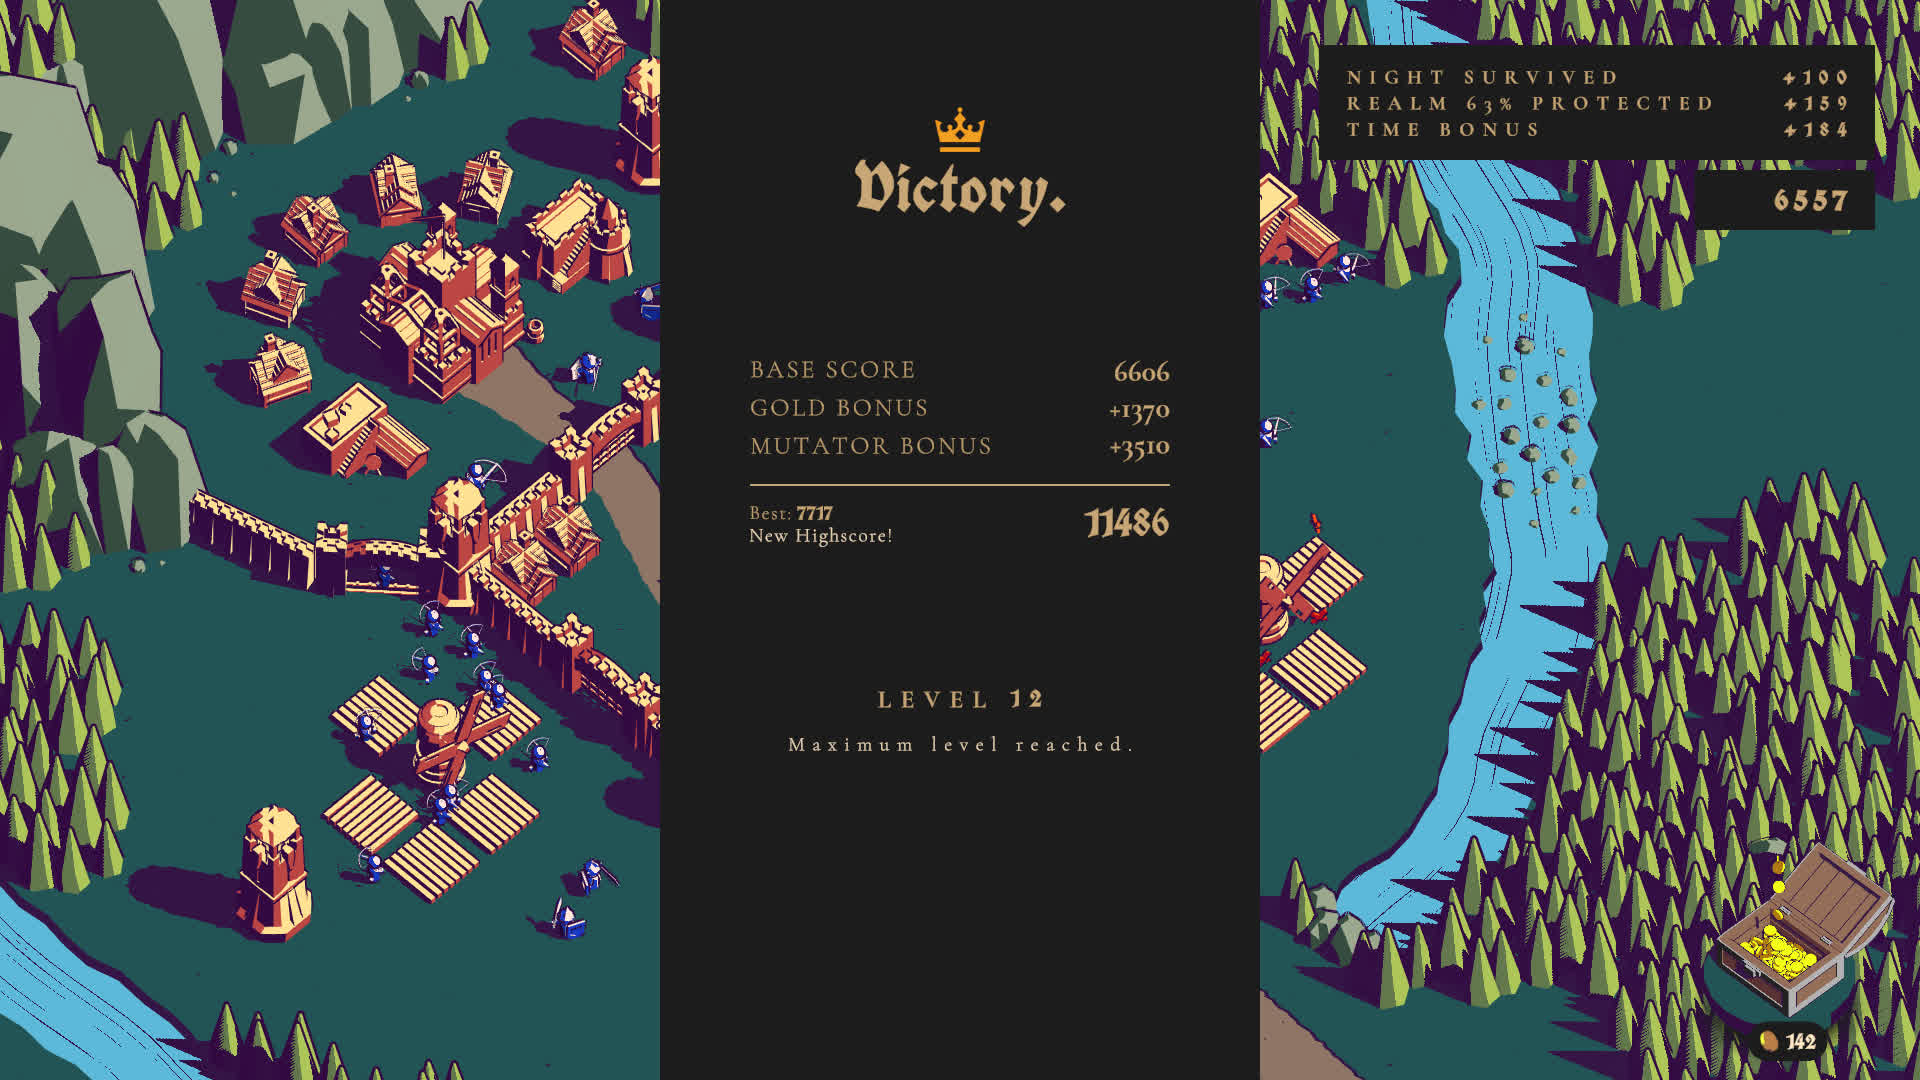 Victory.
BASE SCORE 6606
GOLD BONUS +1370
MUTATOR BONUS +3510
Best: 7717
New Highscore!
11486
LEVEL 12
Maximum level reached.
NIGHT SURVIVED +100
REALM 63% PROTECTED +159
TIME BONUS +184
6557
142